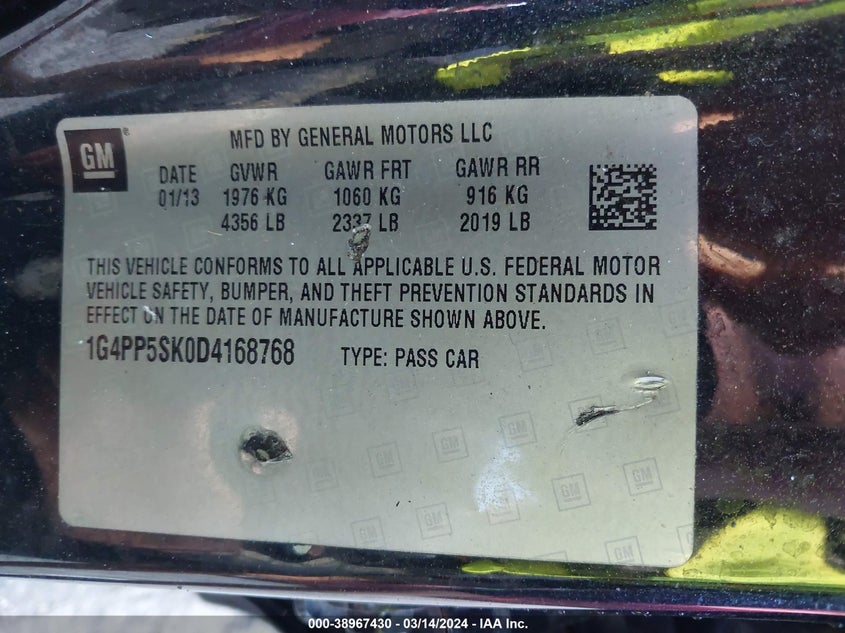 GM
MFD BY GENERAL MOTORS LLC
DATE GVWR GAWR FRT GAWR RR
01/13 1976 KG 1060 KG 916 KG
4356 LB 2337 LB 2019 LB
THIS VEHICLE CONFORMS TO ALL APPLICABLE U.S. FEDERAL MOTOR
VEHICLE SAFETY, BUMPER, AND THEFT PREVENTION STANDARDS IN
EFFECT ON THE DATE OF MANUFACTURE SHOWN ABOVE.
1G4PP5SK0D4168768 TYPE: PASS CAR
000-38967430 - 03/14/2024 - IAA Inc.